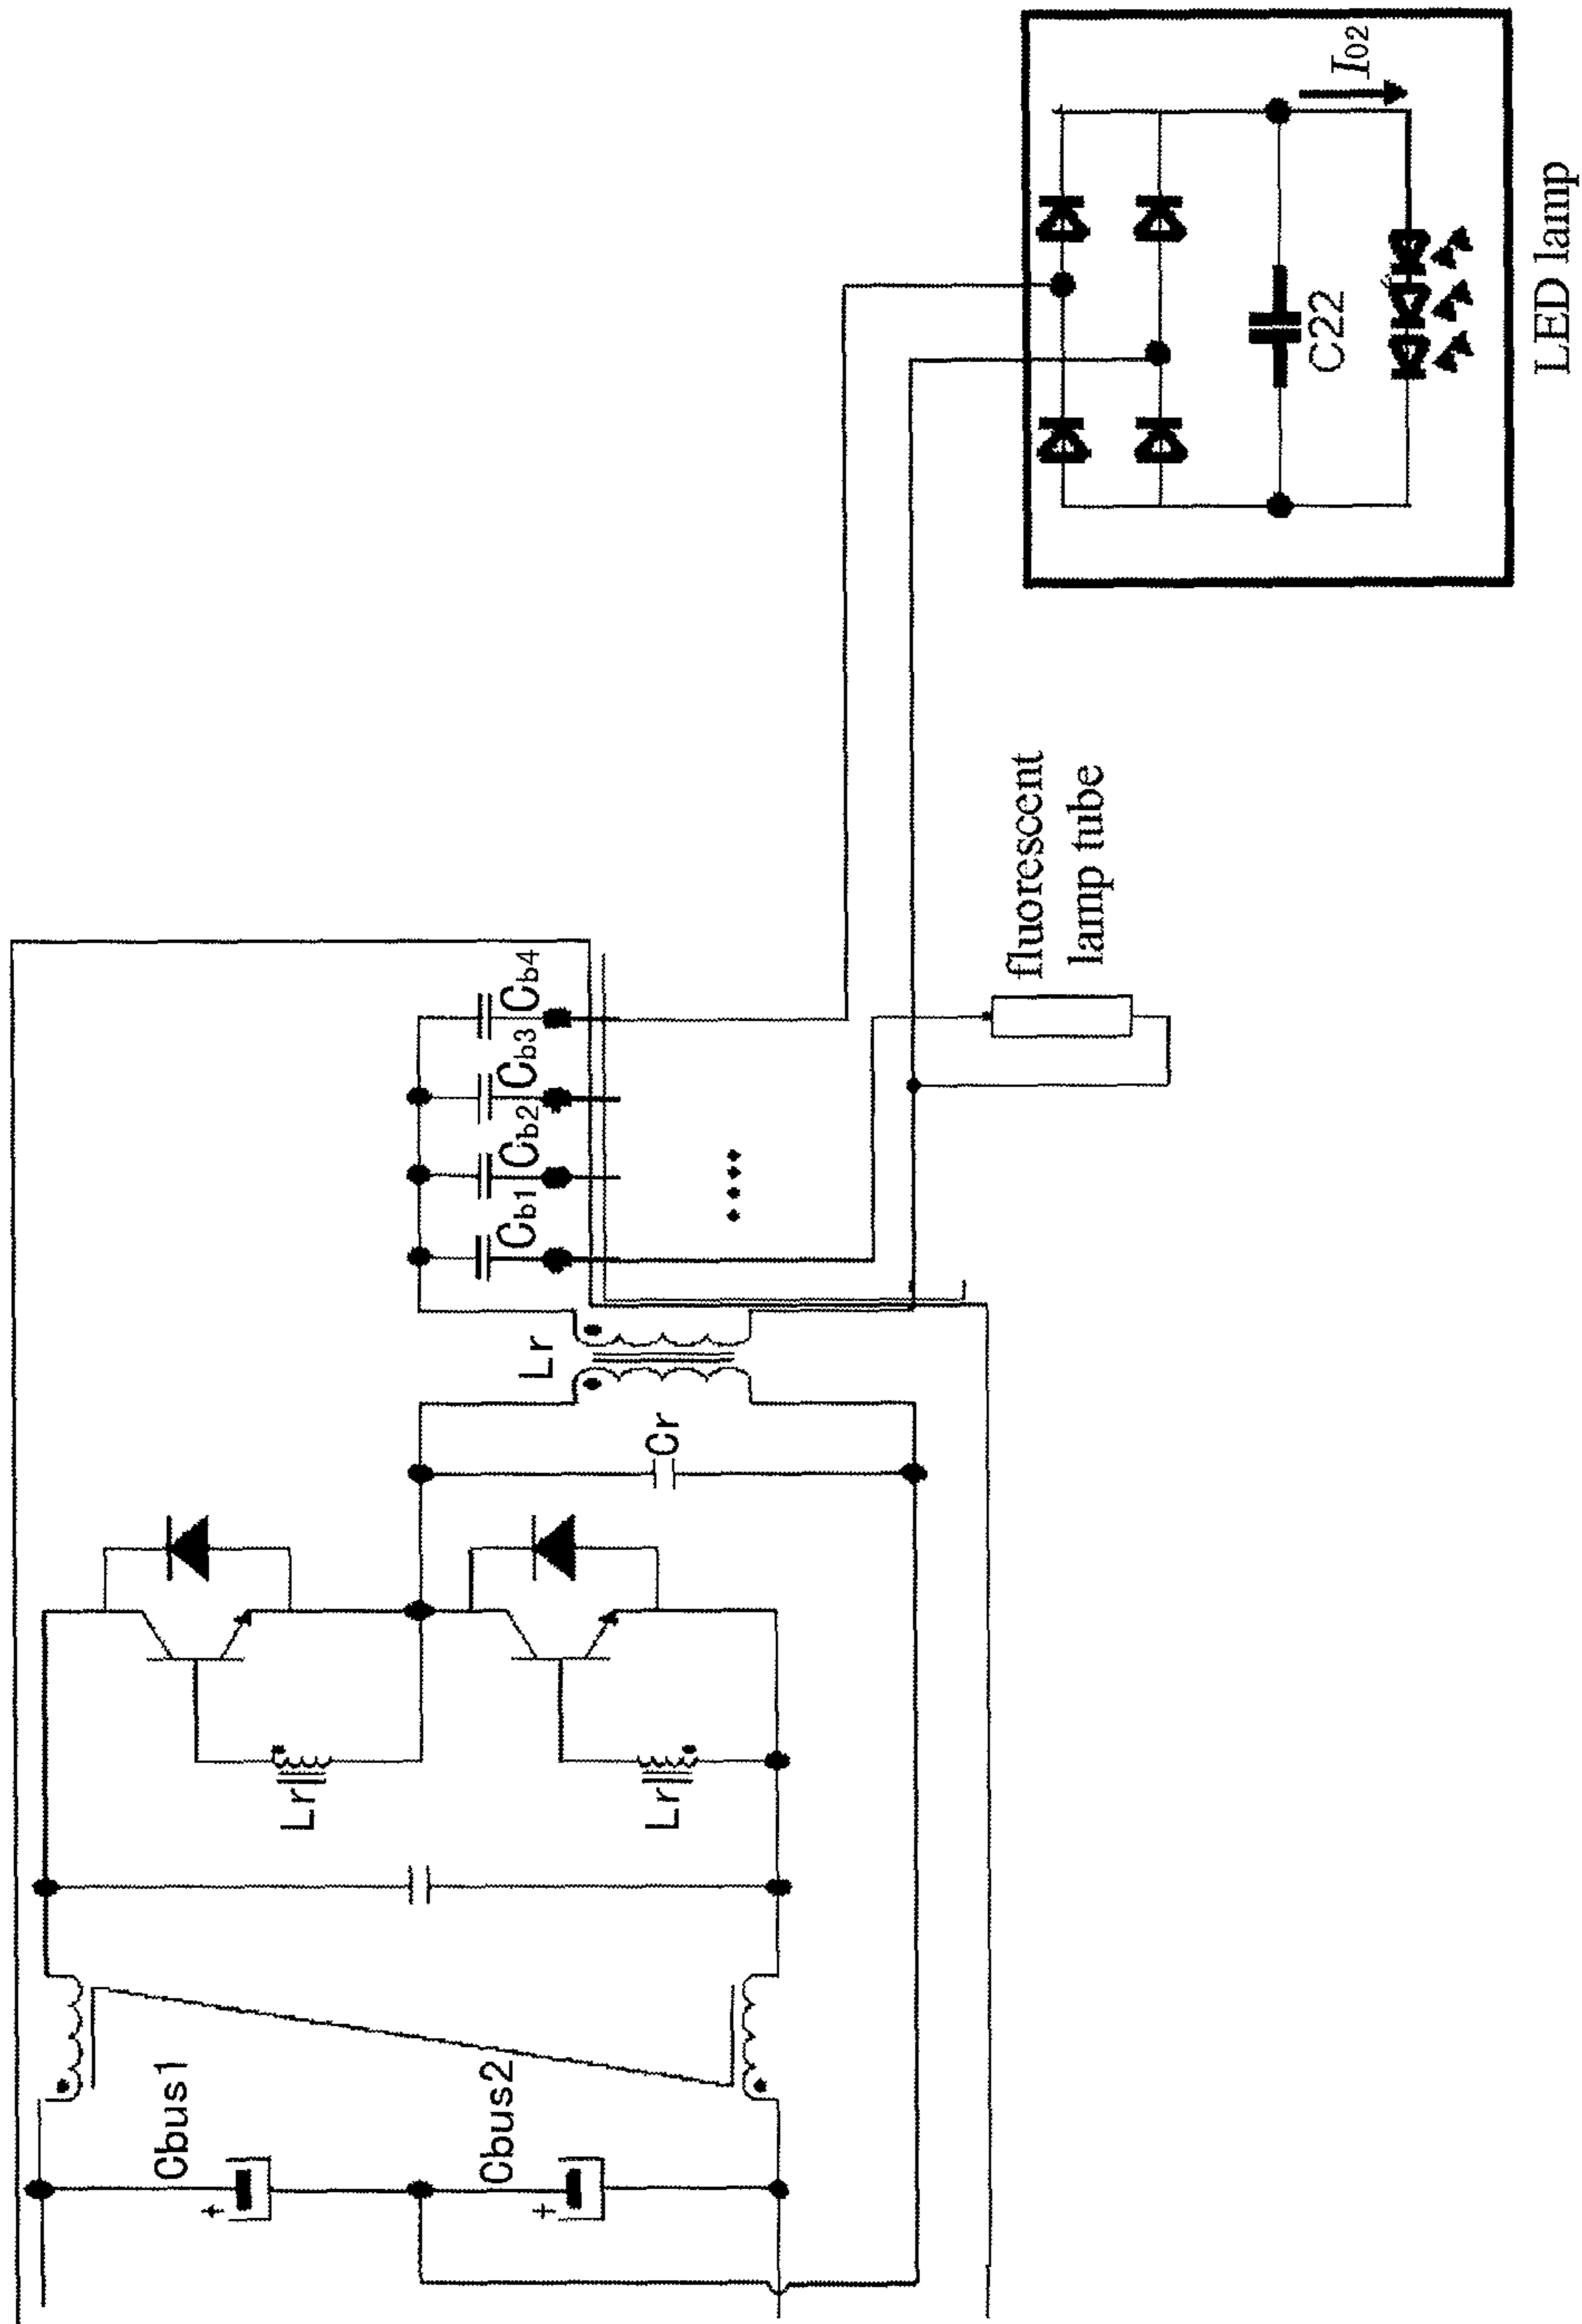 Cbus1
+
Cbus2
+
Lr
Lr
Cr
Lr
Cb1
Cb2
Cb3
Cb4
fluorescent
lamp tube
C22
I02
LED lamp